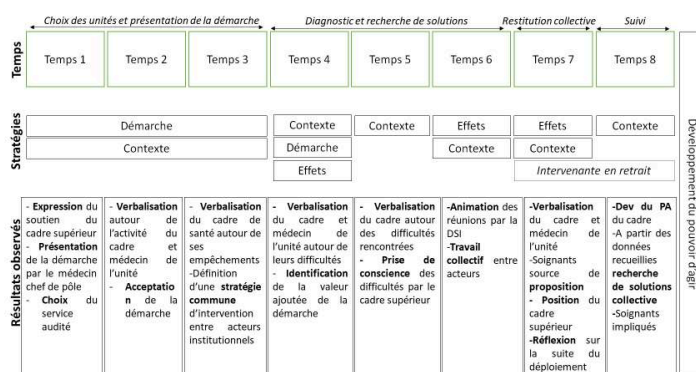 Choix des unités et présentation de la démarche
Diagnostic et recherche de solutions
Restitution collective
Suivi
Temps
Temps 1
Temps 2
Temps 3
Temps 4
Temps 5
Temps 6
Temps 7
Temps 8
Stratégies
Démarche
Contexte
Contexte
Effets
Effets
Contexte
Contexte
Démarche
Contexte
Contexte
Effets
Intervenante en retrait
Résultats observés
- Expression du
soutien du
cadre supérieur
- Présentation
de la démarche
par le médecin
chef de pôle
- Choix du
service
audité
- Verbalisation
autour de
l'activité du
cadre et
médecin de
l'unité
- Acceptatio
n de la
démarche
- Verbalisation
du cadre de
santé autour de
ses
empêchements
-Définition
d'une stratégie
commune
d'intervention
entre acteurs
institutionnels
- Verbalisation
du cadre et
médecin de
l'unité autour de
leurs difficultés
- Identification
de la valeur
ajoutée de la
démarche
- Verbalisation
du cadre autour
des difficultés
rencontrées
- Prise de
conscience des
difficultés par le
cadre supérieur
-Animation des
réunions par la
DSI
-Travail
collectif entre
acteurs
-Verbalisation
du cadre et
médecin de
l'unité
-Soignants
source de
proposition
- Position du
cadre
supérieur
-Réflexion sur
la suite du
déploiement
-Dev du PA
du cadre
-A partir des
données
recueillies
recherche
de solutions
collective
-Soignants
impliqués
Développement du pouvoir d'agir